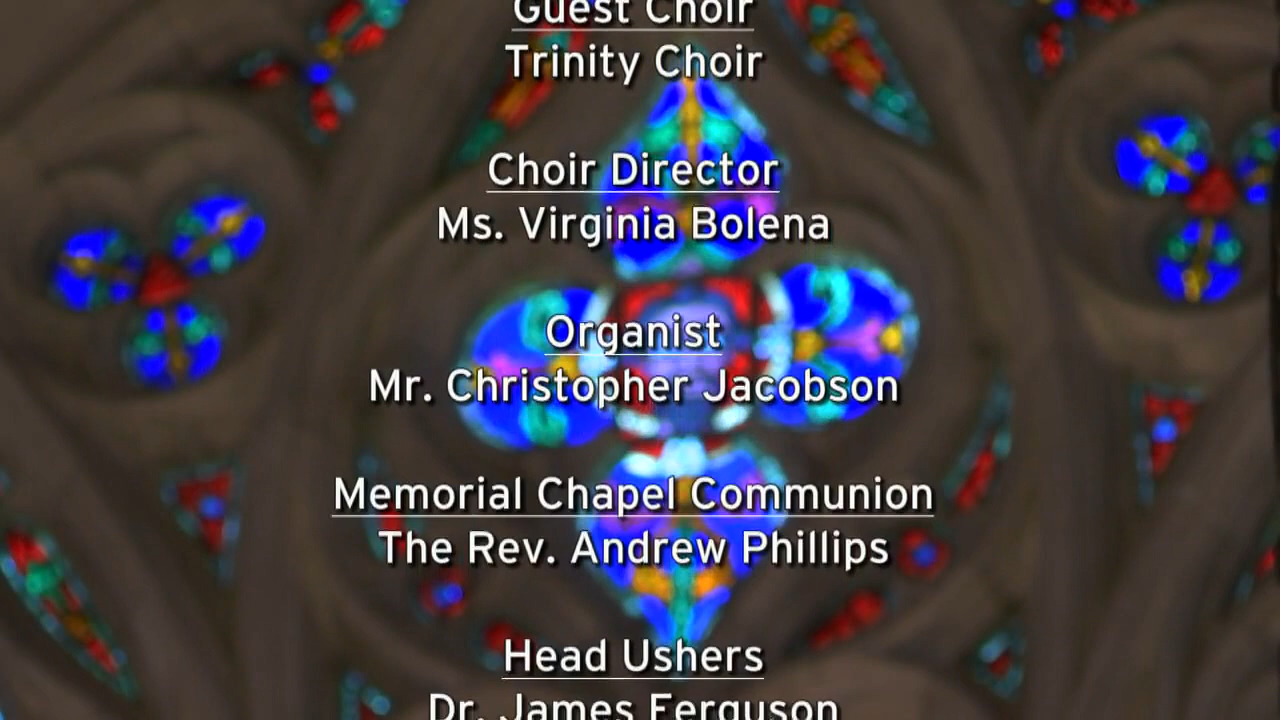 Guest Choir
Trinity Choir
Choir Director
Ms. Virginia Bolena
Organist
Mr. Christopher Jacobson
Memorial Chapel Communion
The Rev. Andrew Phillips
Head Ushers
Dr. James Ferguson